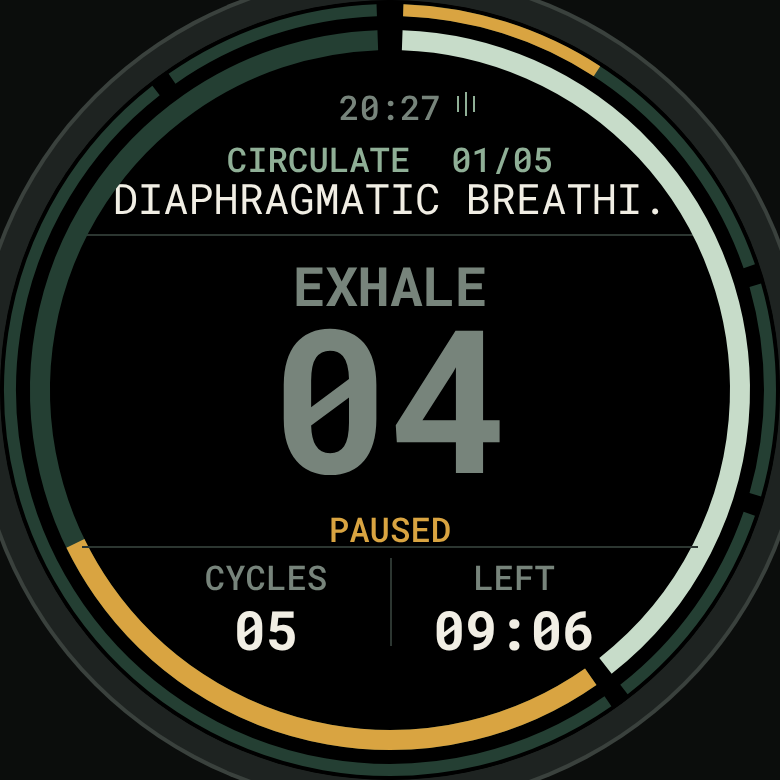 20:27
CIRCULATE 01/05
DIAPHRAGMATIC BREATHI.
EXHALE
04
PAUSED
CYCLES LEFT
05 09:06